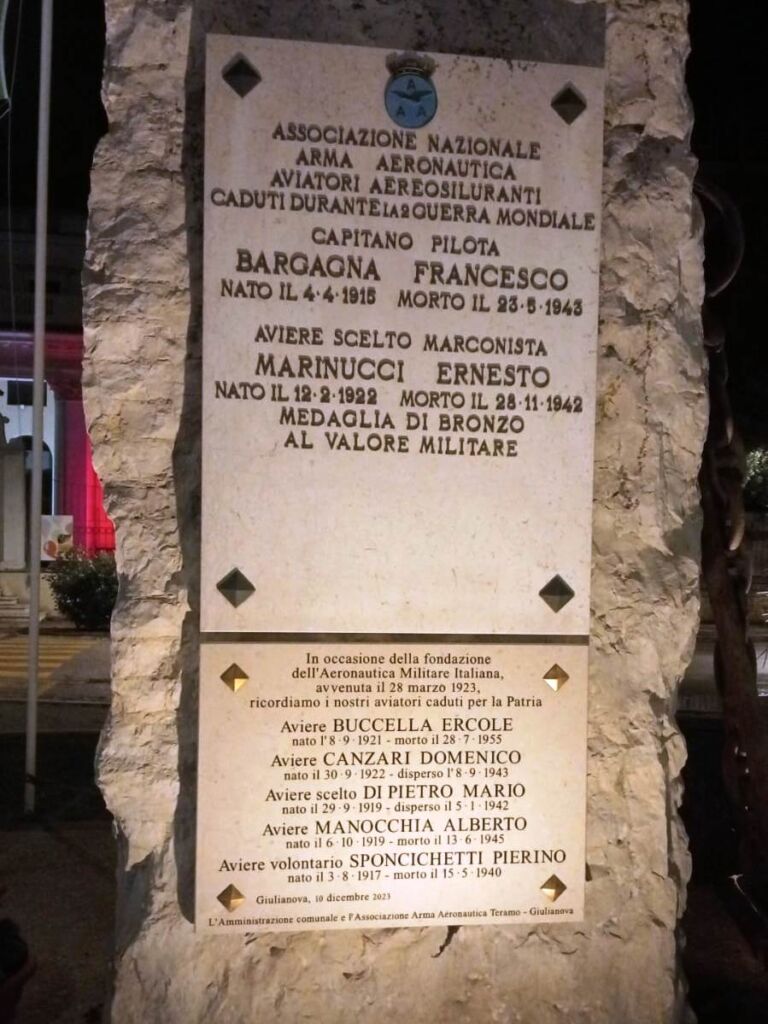 A
A A
ASSOCIAZIONE NAZIONALE
ARMA AERONAUTICA
AVIATORI AEREOSILURANTI
CADUTI DURANTE LA 2 GUERRA MONDIALE
CAPITANO PILOTA
BARGAGNA FRANCESCO
NATO IL 4·4·1915 MORTO IL 23·5·1943
AVIERE SCELTO MARCONISTA
MARINUCCI ERNESTO
NATO IL 12·2·1922 MORTO IL 28·11·1942
MEDAGLIA DI BRONZO
AL VALORE MILITARE
In occasione della fondazione
dell'Aeronautica Militare Italiana,
avvenuta il 28 marzo 1923,
ricordiamo i nostri aviatori caduti per la Patria
Aviere BUCCELLA ERCOLE
nato l'8·9·1921 - morto il 28·7·1955
Aviere CANZARI DOMENICO
nato il 30·9·1922 - disperso l'8·9·1943
Aviere scelto DI PIETRO MARIO
nato il 29·9·1919 - disperso il 5·1·1942
Aviere MANOCCHIA ALBERTO
nato il 6·10·1919 - morto il 13·6·1945
Aviere volontario SPONCICHETTI PIERINO
nato il 3·8·1917 - morto il 15·5·1940
Giulianova, 10 dicembre 2023
L'Amministrazione comunale e l'Associazione Arma Aeronautica Teramo - Giulianova